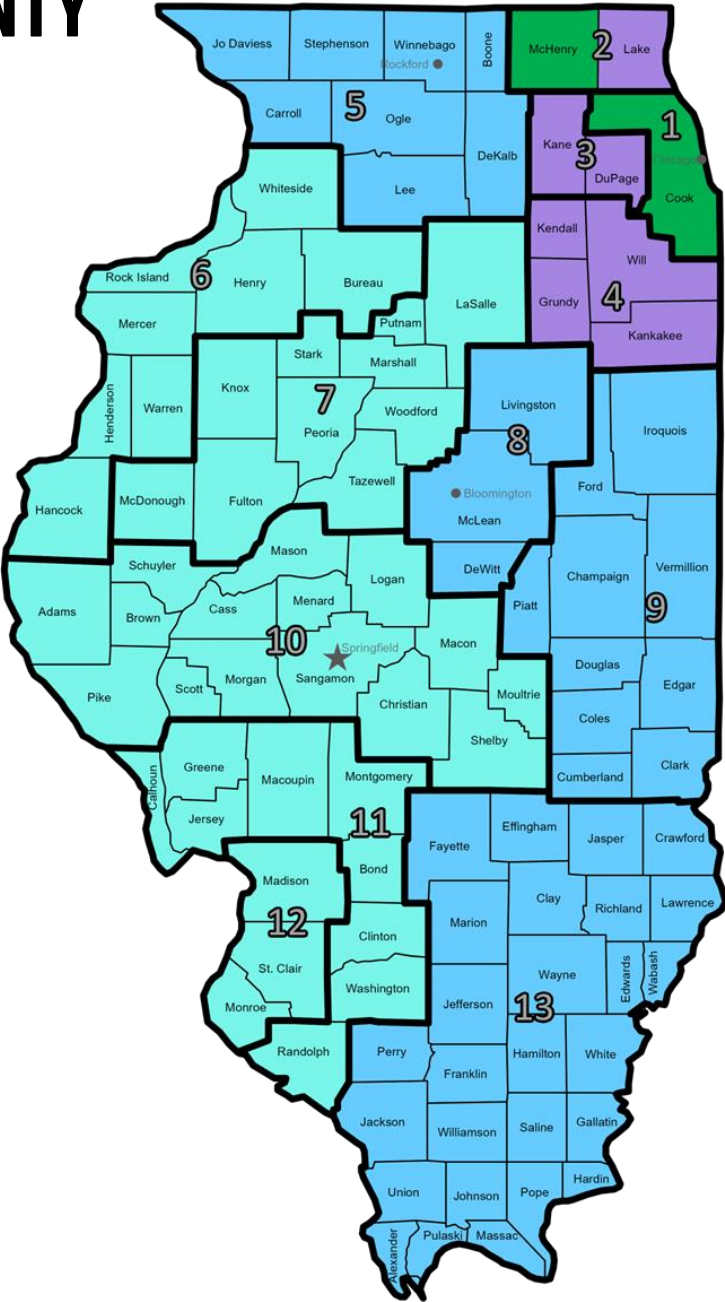 NTY
Jo Daviess
Stephenson
Winnebago
Rockford
Boone
McHenry
2
Lake
Carroll
5
Ogle
DeKalb
Lee
Kane
3
DuPage
1
Chicago
Cook
Whiteside
Kendall
Will
Rock Island
6
Henry
Bureau
LaSalle
Grundy
4
Kankakee
Mercer
Putnam
Stark
Marshall
Henderson
Warren
Knox
7
Peoria
Woodford
Livingston
8
Iroquois
Hancock
McDonough
Fulton
Tazewell
Bloomington
McLean
Ford
Mason
Schuyler
Logan
DeWitt
Champaign
Vermillion
Adams
Brown
Cass
Menard
Piatt
9
10
Springfield
Macon
Pike
Scott
Morgan
Sangamon
Christian
Moultrie
Douglas
Edgar
Coles
Shelby
Calhoun
Greene
Macoupin
Montgomery
Cumberland
Clark
Jersey
11
Fayette
Effingham
Jasper
Crawford
Madison
Bond
Clay
Richland
Lawrence
12
Clinton
Marion
St. Clair
Washington
Wayne
Edwards
Wabash
Monroe
Jefferson
13
Randolph
Perry
Franklin
Hamilton
White
Jackson
Williamson
Saline
Gallatin
Union
Johnson
Pope
Hardin
Alexander
Pulaski
Massac